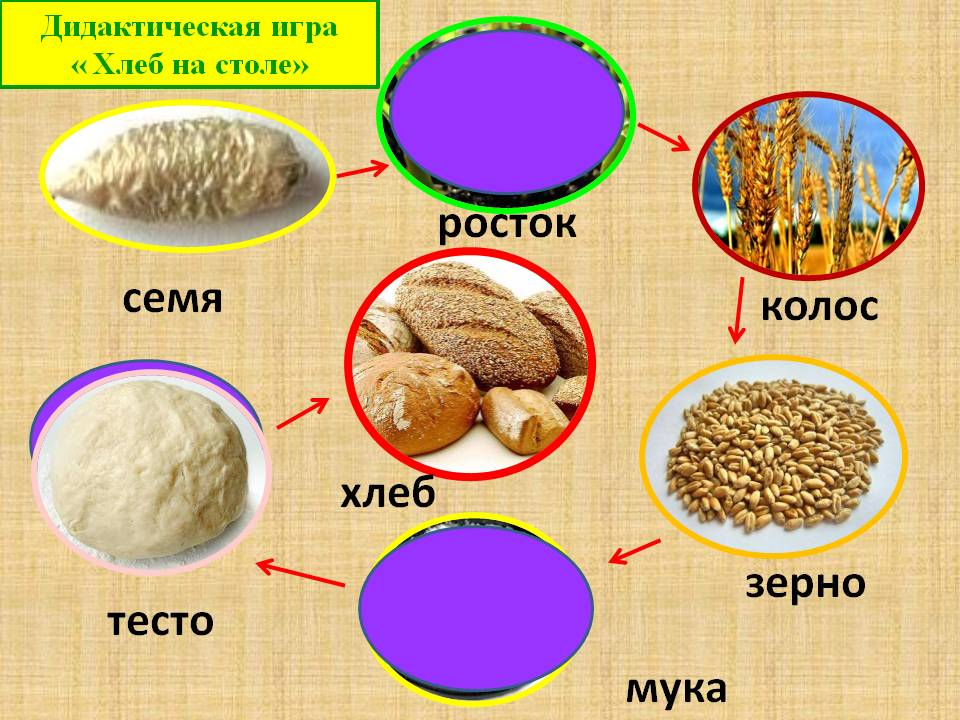 Дидактическая игра
« Хлеб на столе»
росток
семя
колос
хлеб
зерно
тесто
мука